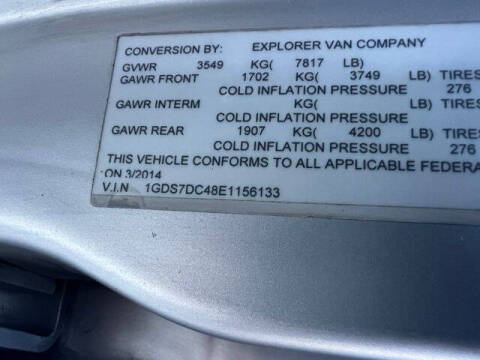 CONVERSION BY: EXPLORER VAN COMPANY
GVWR 3549 KG( 7817 LB)
GAWR FRONT 1702 KG( 3749 LB) TIRES
COLD INFLATION PRESSURE 276
GAWR INTERM KG( LB) TIRES
COLD INFLATION PRESSURE
GAWR REAR 1907 KG( 4200 LB) TIRES
COLD INFLATION PRESSURE 276
THIS VEHICLE CONFORMS TO ALL APPLICABLE FEDERA
ON 3/2014
V.I.N 1GDS7DC48E1156133